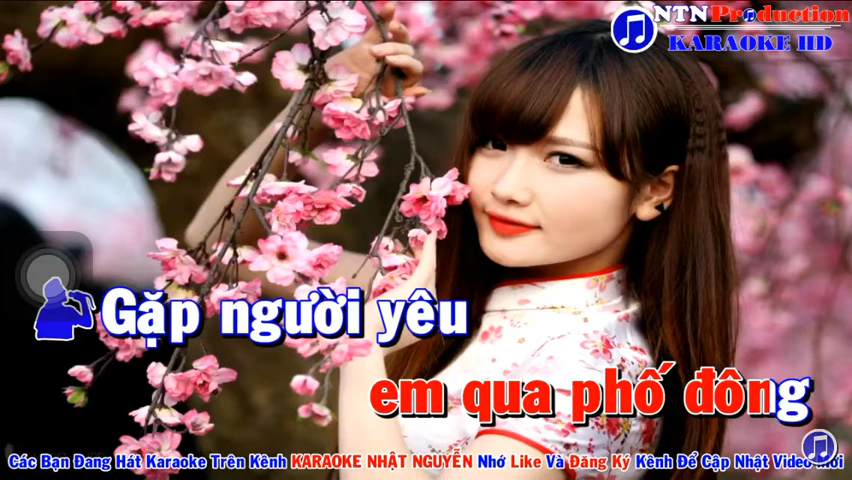 NTN Production
KARAOKE HD
Gặp người yêu
em qua phố đông
Các Bạn Đang Hát Karaoke Trên Kênh KARAOKE NHẬT NGUYỄN Nhớ Like Và Đăng Ký Kênh Để Cập Nhật Video Mới